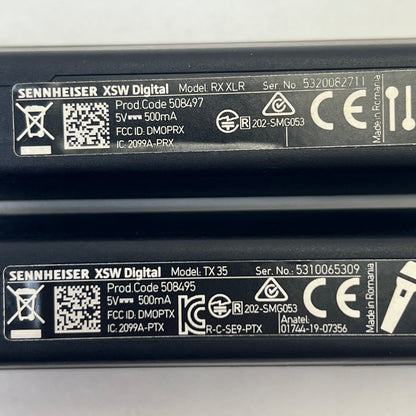 SENNHEISER XSW Digital Model: RX XLR Ser. No 5320082711
Prod.Code 508497
5V⎓ 500mA
FCC ID: DMOPRX
IC: 2099A-PRX
R 202-SMG053
CE
Made in Romania
SENNHEISER XSW Digital Model: TX 35 Ser. No.: 5310065309
Prod.Code 508495
5V⎓ 500mA
FCC ID: DMOPTX
IC: 2099A-PTX
R-C-SE9-PTX
R 202-SMG053
Anatel:
01744-19-07356
CE
Made in Romania